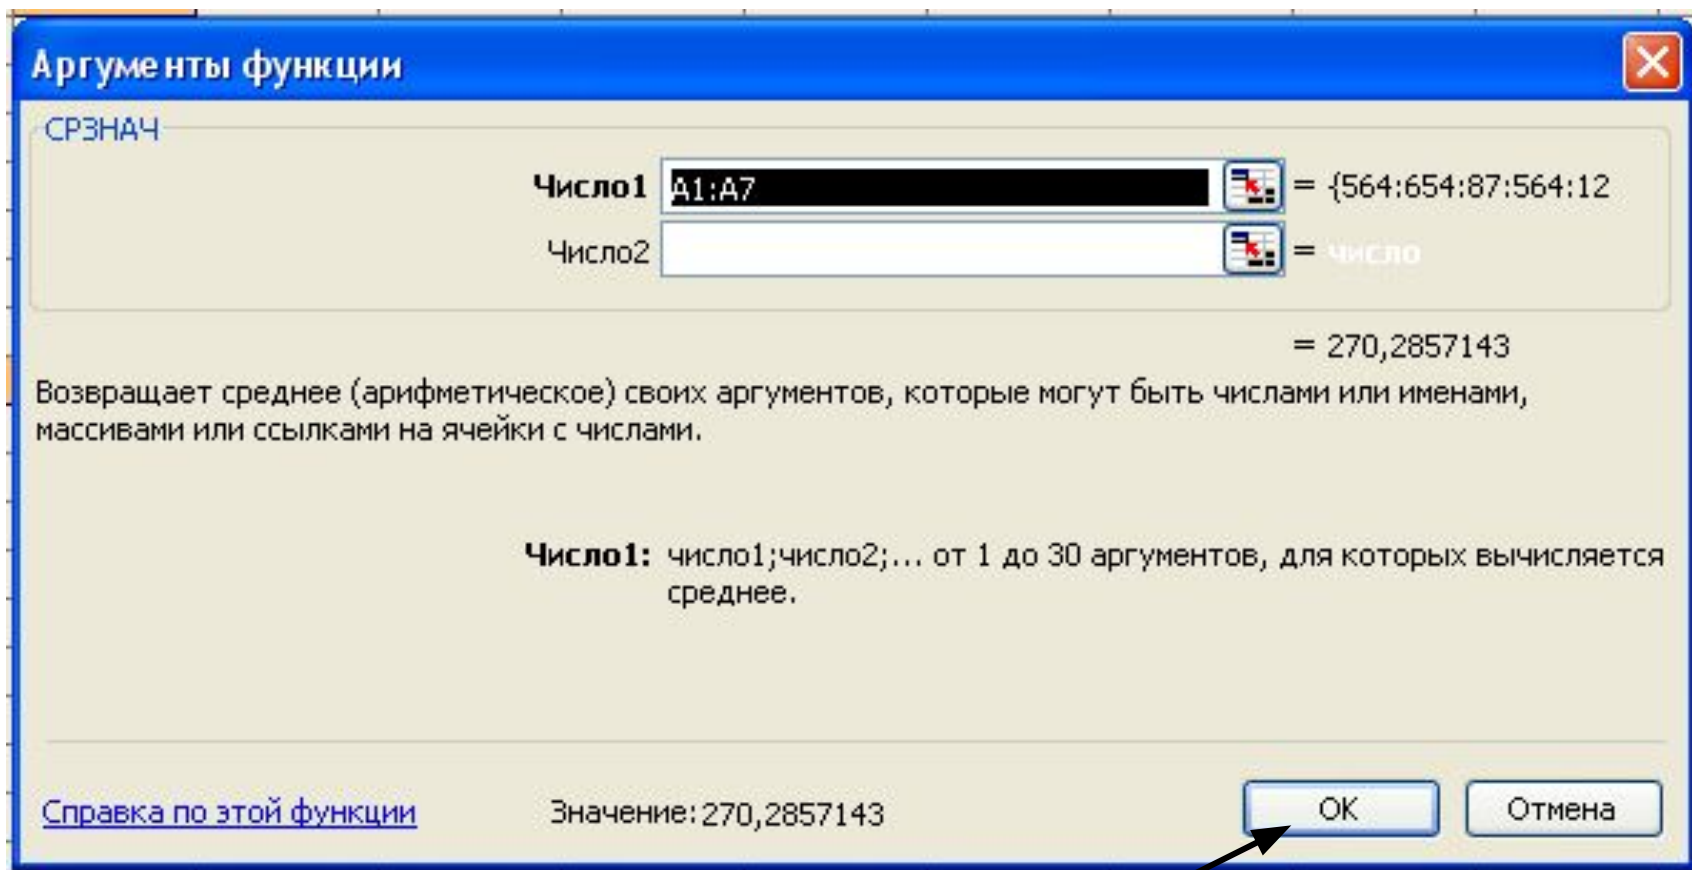 Аргументы функции
СРЗНАЧ
Число1 A1:A7 = {564:654:87:564:12
Число2 = число
= 270,2857143
Возвращает среднее (арифметическое) своих аргументов, которые могут быть числами или именами,
массивами или ссылками на ячейки с числами.
Число1: число1;число2;... от 1 до 30 аргументов, для которых вычисляется
среднее.
Справка по этой функции Значение:270,2857143 ОК Отмена